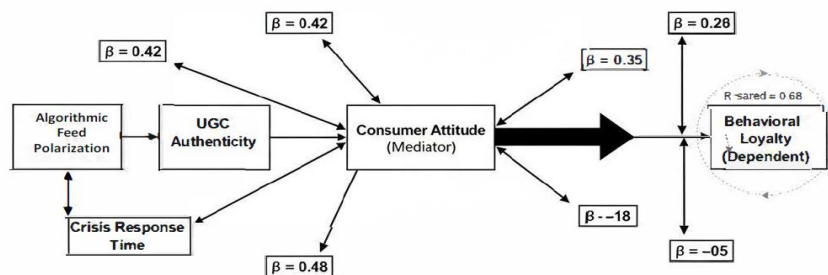 β = 0.42
β = 0.42
β = 0.26
β = 0.35
R-sared = 0.68
Algorithmic
Feed
Polarization
UGC
Authenticity
Consumer Attitude
(Mediator)
Behavioral
Loyalty
(Dependent)
Crisis Response
Time
β = 0.48
β - -18
β = -05